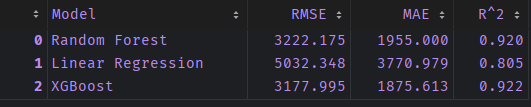 Model RMSE MAE R^2
0 Random Forest 3222.175 1955.000 0.920
1 Linear Regression 5032.348 3770.979 0.805
2 XGBoost 3177.995 1875.613 0.922